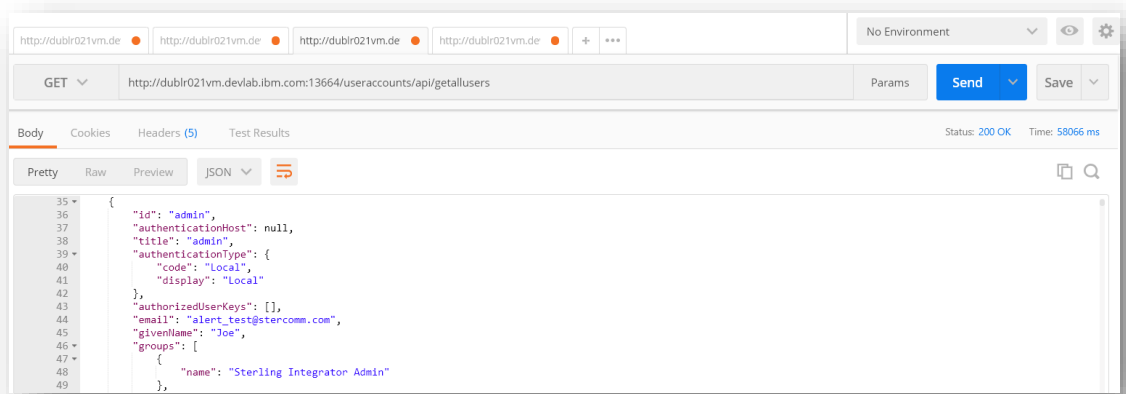 http://dublr021vm.de http://dublr021vm.de http://dublr021vm.de http://dublr021vm.de + ••• No Environment
GET http://dublr021vm.devlab.ibm.com:13664/useraccounts/api/getallusers Params Send Save
Body Cookies Headers (5) Test Results Status: 200 OK Time: 58066 ms
Pretty Raw Preview JSON
35 {
36 "id": "admin",
37 "authenticationHost": null,
38 "title": "admin",
39 "authenticationType": {
40 "code": "Local",
41 "display": "Local"
42 },
43 "authorizedUserKeys": [],
44 "email": "alert_test@stercomm.com",
45 "givenName": "Joe",
46 "groups": [
47 {
48 "name": "Sterling Integrator Admin"
49 },